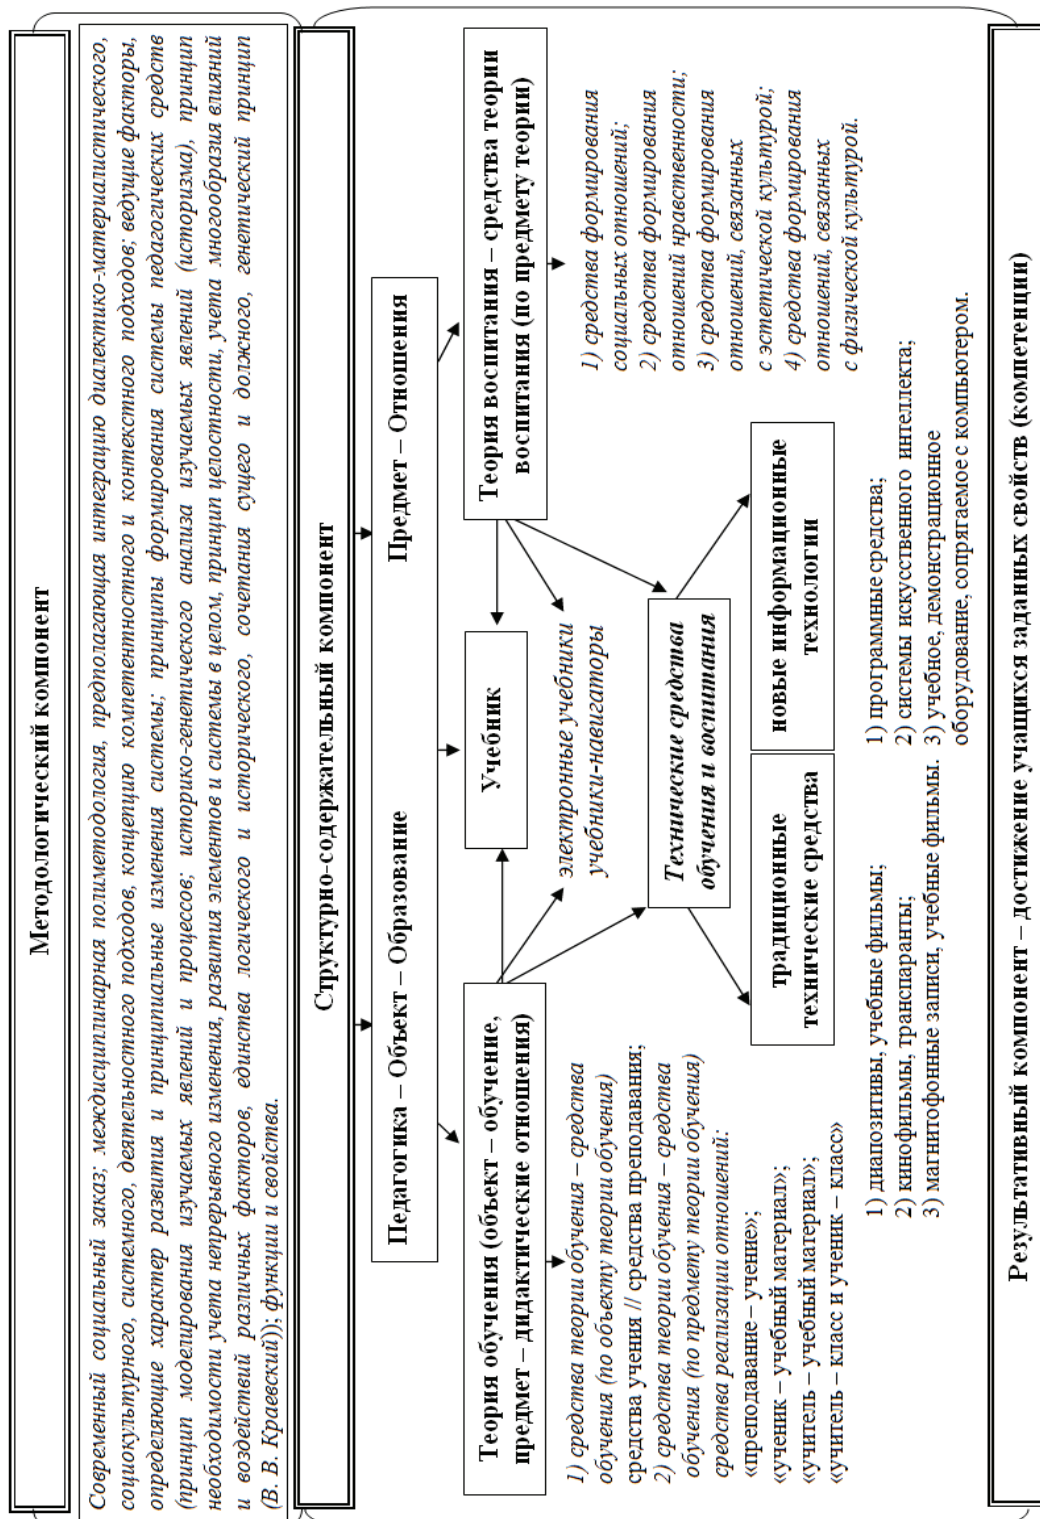 Методологический компонент
Современный социальный заказ; междисциплинарная полиметодология, предполагающая интеграцию диалектико-материалистического,
социокультурного, системного, деятельностного подходов, концепцию компетентностного и контекстного подходов; ведущие факторы,
определяющие характер развития и принципиальные изменения системы; принципы формирования системы педагогических средств
(принцип моделирования изучаемых явлений и процессов; историко-генетического анализа изучаемых явлений (историзма), принцип
необходимости учета непрерывного изменения, развития элементов и системы в целом, принцип целостности, учета многообразия влияний
и воздействий различных факторов, единства логического и исторического, сочетания сущего и должного, генетический принцип
(В. В. Краевский)); функции и свойства.
Структурно-содержательный компонент
Педагогика – Объект – Образование
Предмет – Отношения
Теория обучения (объект – обучение,
предмет – дидактические отношения)
Учебник
Теория воспитания – средства теории
воспитания (по предмету теории)
1) средства теории обучения – средства
обучения (по объекту теории обучения)
средства учения // средства преподавания;
2) средства теории обучения – средства
обучения (по предмету теории обучения)
средства реализации отношений:
«преподавание – учение»;
«ученик – учебный материал»;
«учитель – учебный материал»;
«учитель – класс и ученик – класс»
электронные учебники
учебники-навигаторы
Технические средства
обучения и воспитания
1) средства формирования
социальных отношений;
2) средства формирования
отношений нравственности;
3) средства формирования
отношений, связанных
с эстетической культурой;
4) средства формирования
отношений, связанных
с физической культурой.
традиционные
технические средства
новые информационные
технологии
1) диапозитивы, учебные фильмы;
2) кинофильмы, транспаранты;
3) магнитофонные записи, учебные фильмы.
1) программные средства;
2) системы искусственного интеллекта;
3) учебное, демонстрационное
оборудование, сопрягаемое с компьютером.
Результативный компонент – достижение учащихся заданных свойств (компетенции)